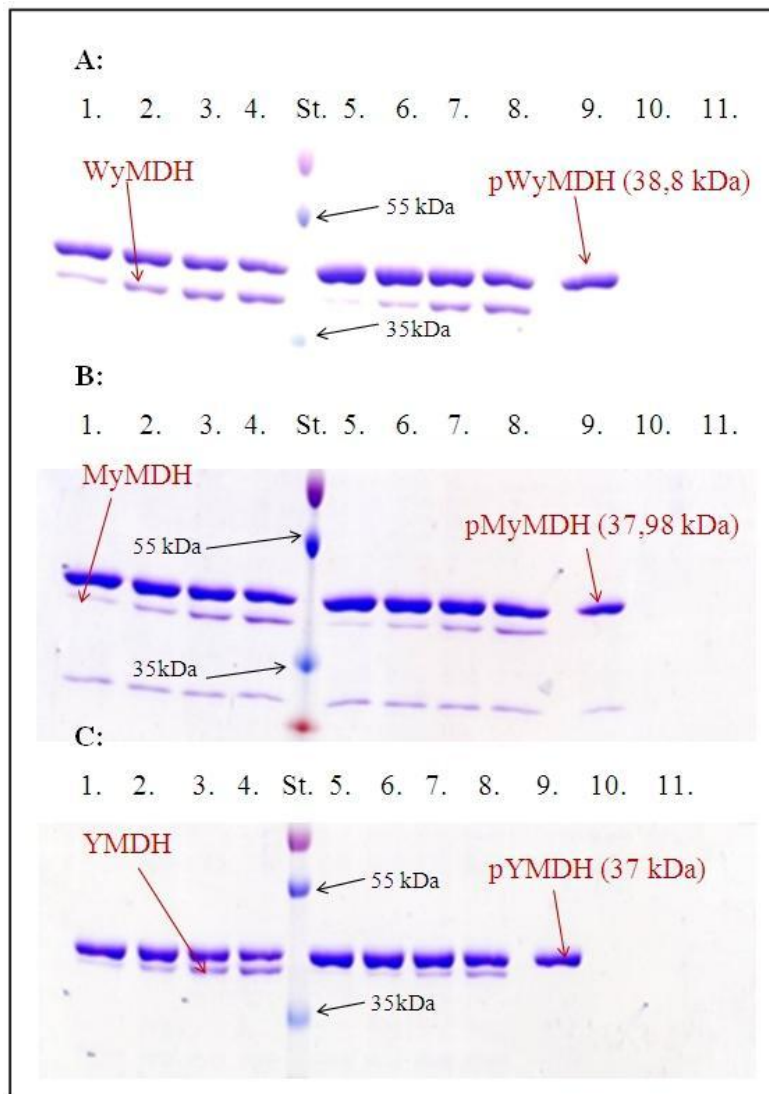 A:
1. 2. 3. 4. St. 5. 6. 7. 8. 9. 10. 11.
WyMDH
pWyMDH (38,8 kDa)
55 kDa
35kDa
B:
1. 2. 3. 4. St. 5. 6. 7. 8. 9. 10. 11.
MyMDH
55 kDa
pMyMDH (37,98 kDa)
35kDa
C:
1. 2. 3. 4. St. 5. 6. 7. 8. 9. 10. 11.
YMDH
55 kDa
pYMDH (37 kDa)
35kDa